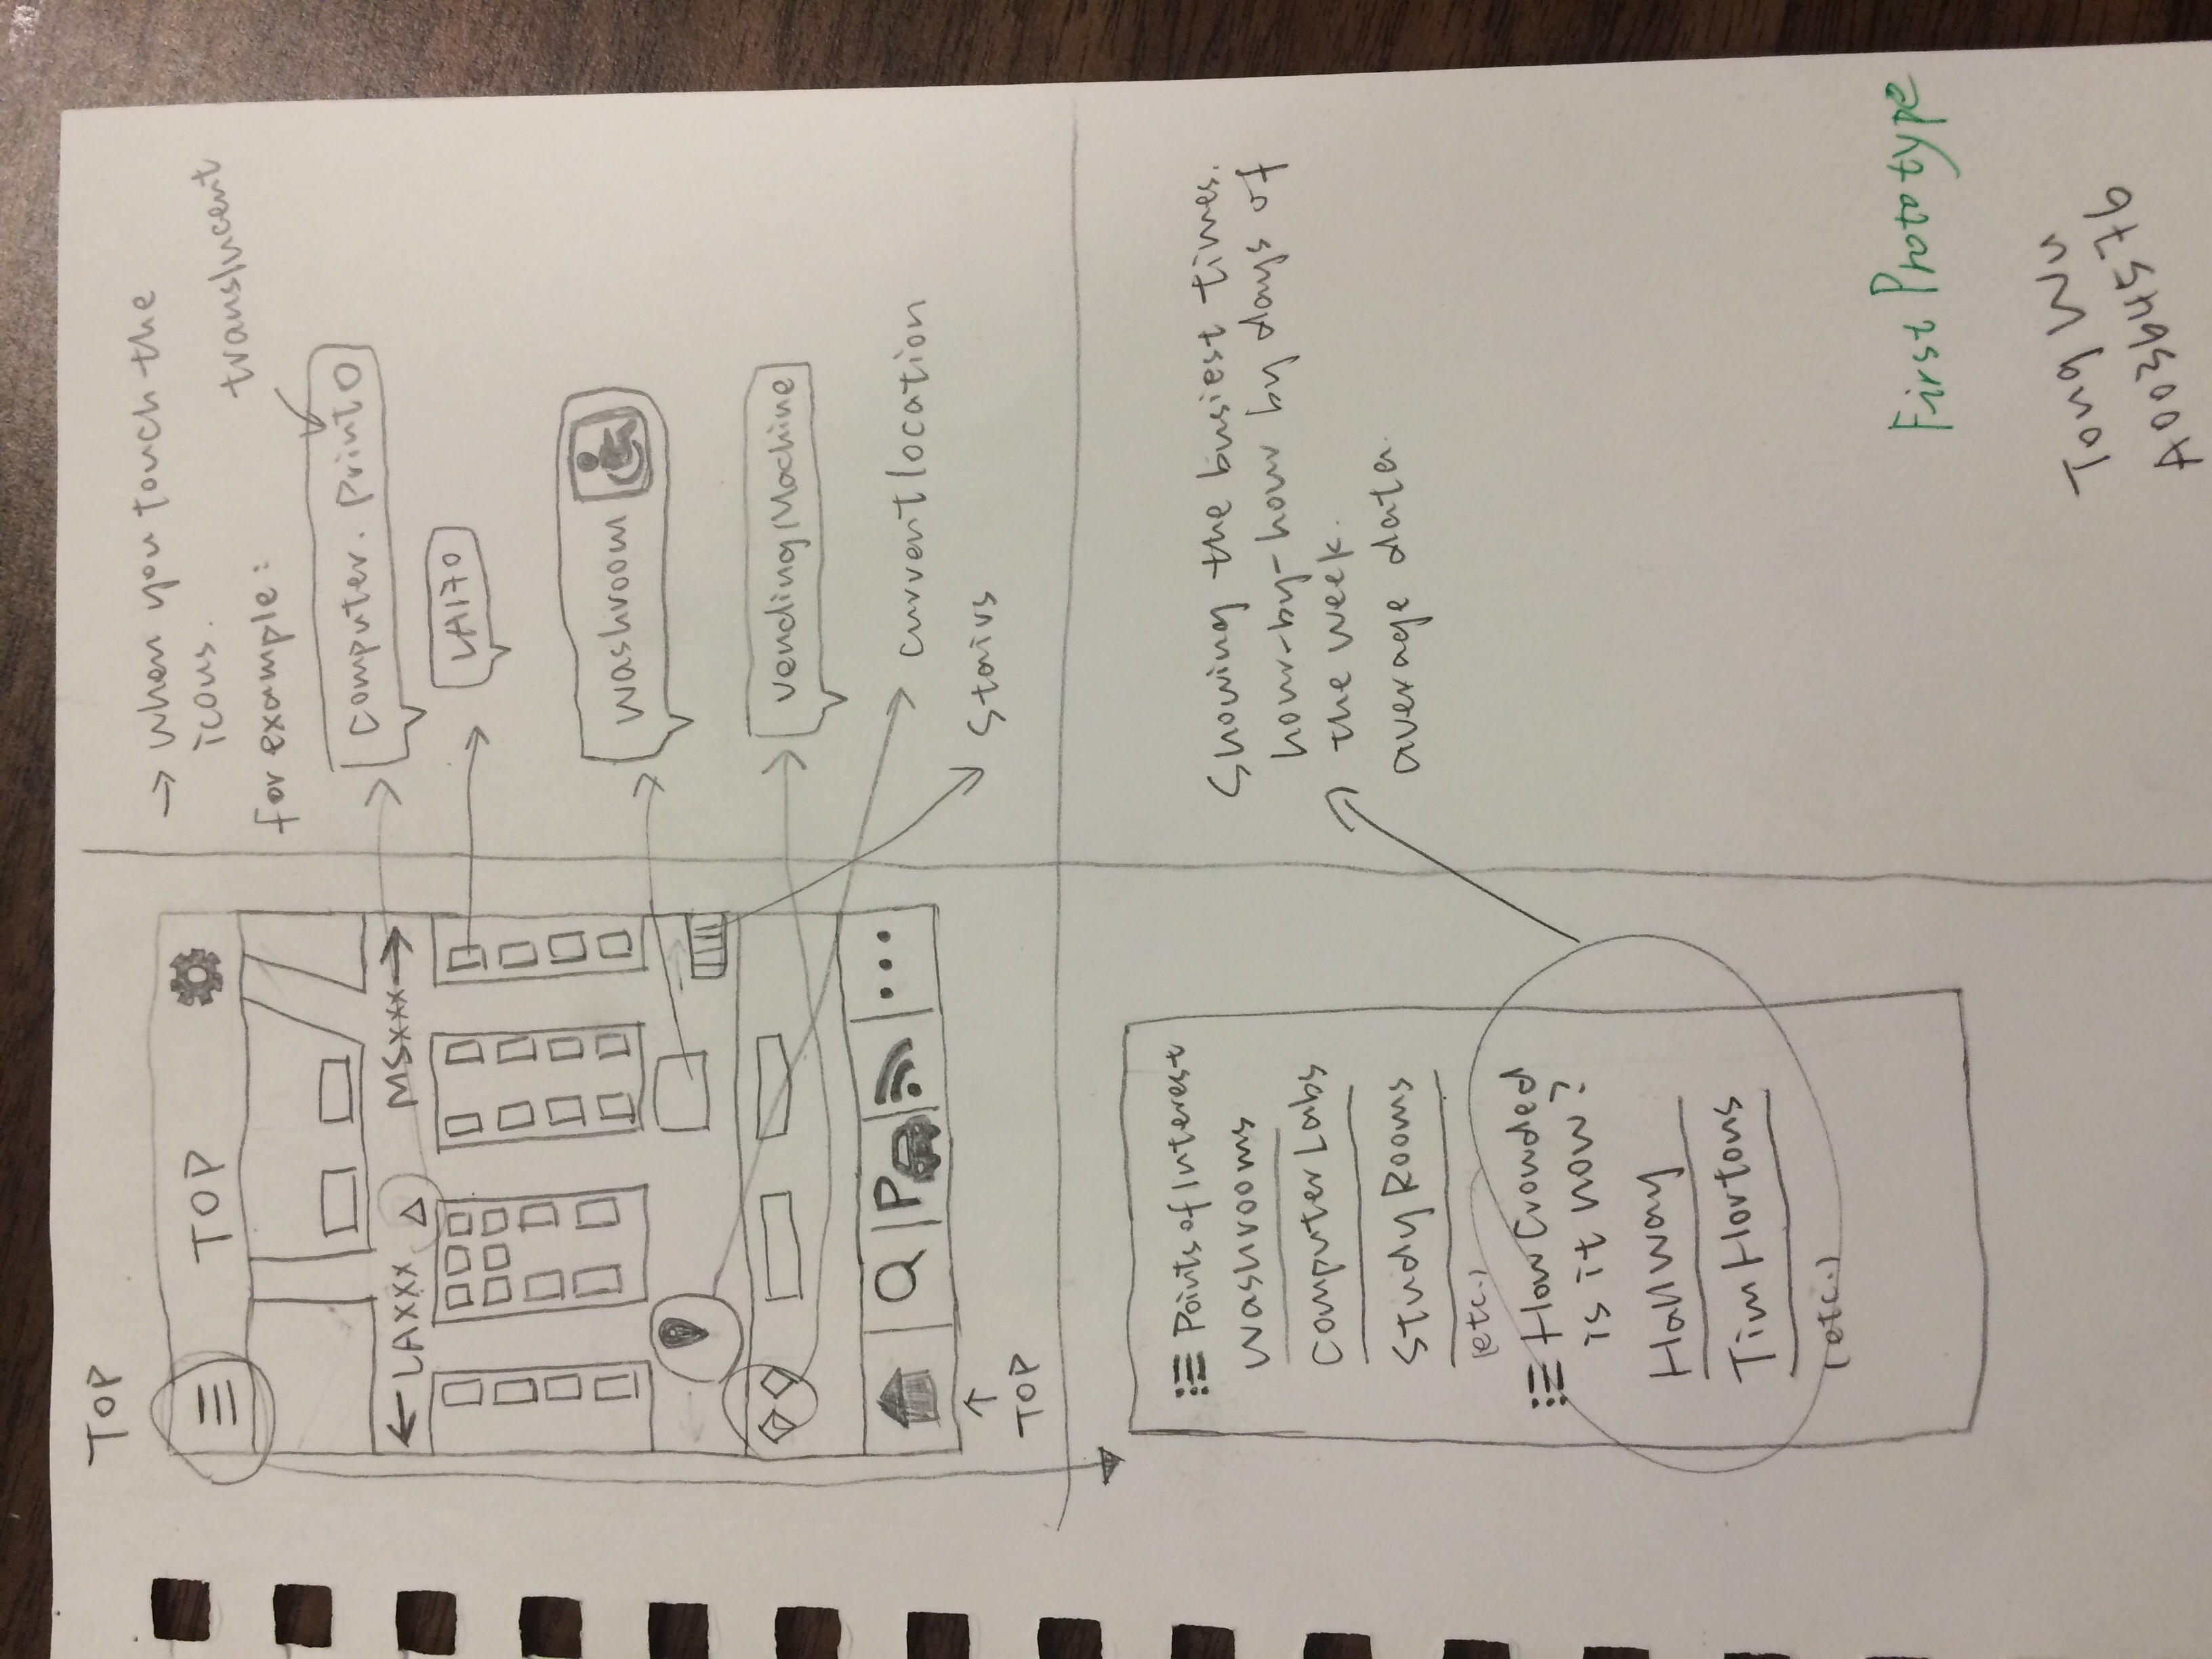 TOP
TOP
← LAXXX
MSXXX →
P
↑
TOP
→ when you touch the
icons.
for example:
translucent
Computer. Print O
LA170
washroom
Vending Machine
current location
Stairs
Points of Interest
washrooms
Computer Labs
Study Rooms
(etc.)
How Crowded
is it now?
Hallway
Tim Hortons
(etc.)
Showing the busiest times.
hour-by-hour by days of
the week.
average data.
First Prototype
Tong Wu
A00364576